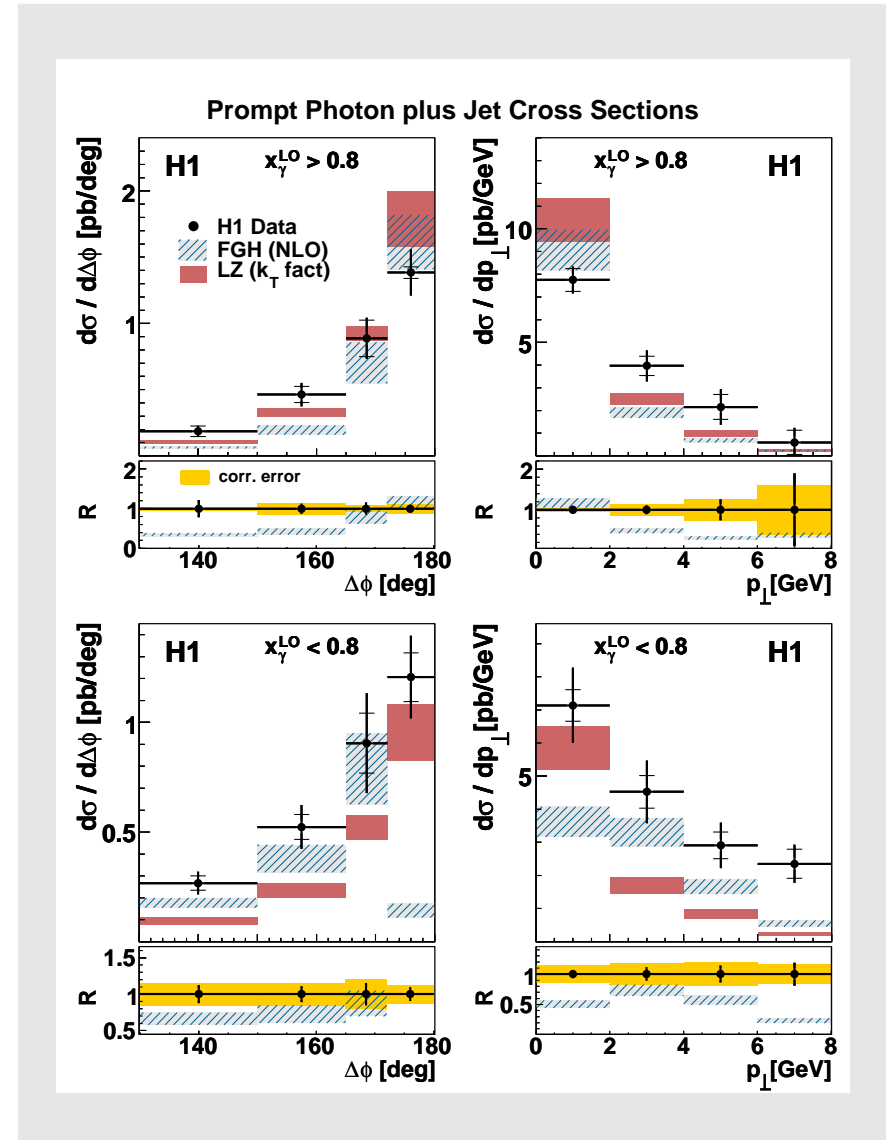 Prompt Photon plus Jet Cross Sections
dσ / dΔφ [pb/deg]
H1
x_γ^LO > 0.8
H1 Data
FGH (NLO)
LZ (k_T fact)
2
1
R
corr. error
2
1
0
140
160
180
Δφ [deg]
dσ / dp⊥ [pb/GeV]
x_γ^LO > 0.8
H1
10
5
R
2
1
0
2
4
6
8
p⊥[GeV]
dσ / dΔφ [pb/deg]
H1
x_γ^LO < 0.8
1
0.5
R
1.5
1
0.5
140
160
180
Δφ [deg]
dσ / dp⊥ [pb/GeV]
x_γ^LO < 0.8
H1
5
R
1
0.5
0
2
4
6
8
p⊥[GeV]